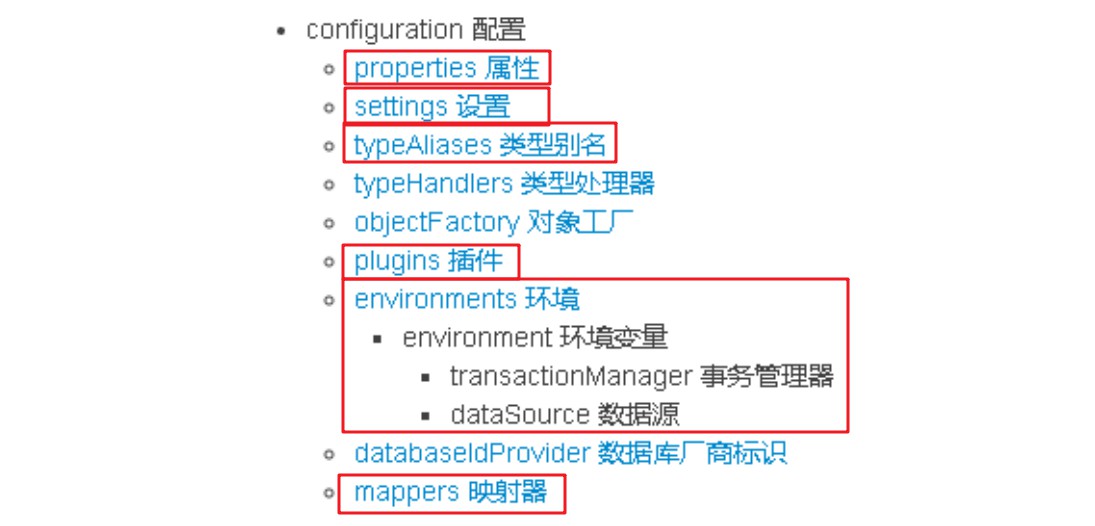 configuration 配置
properties 属性
settings 设置
typeAliases 类型别名
typeHandlers 类型处理器
objectFactory 对象工厂
plugins 插件
environments 环境
environment 环境变量
transactionManager 事务管理器
dataSource 数据源
databaseIdProvider 数据库厂商标识
mappers 映射器